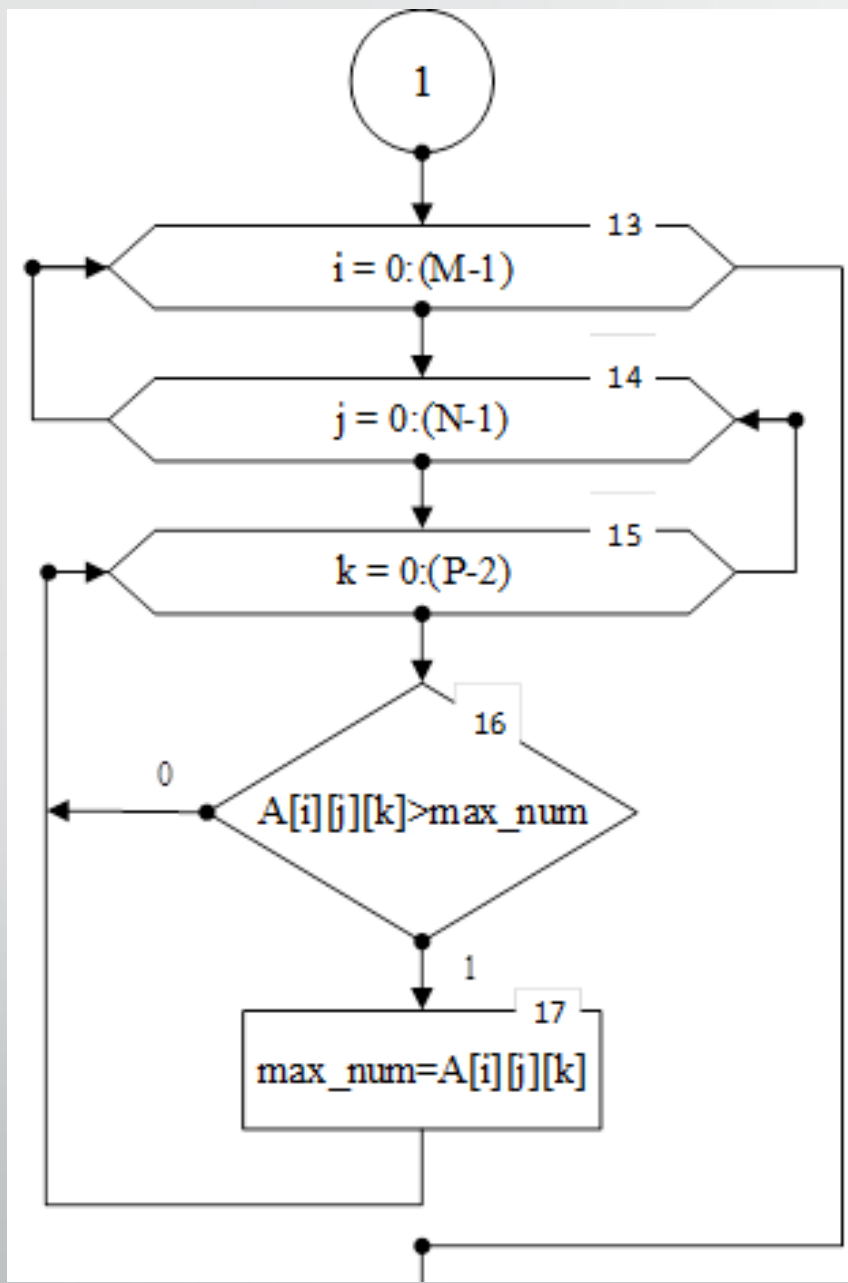 1
13
i = 0:(M-1)
14
j = 0:(N-1)
15
k = 0:(P-2)
16
0
A[i][j][k]>max_num
1
17
max_num=A[i][j][k]